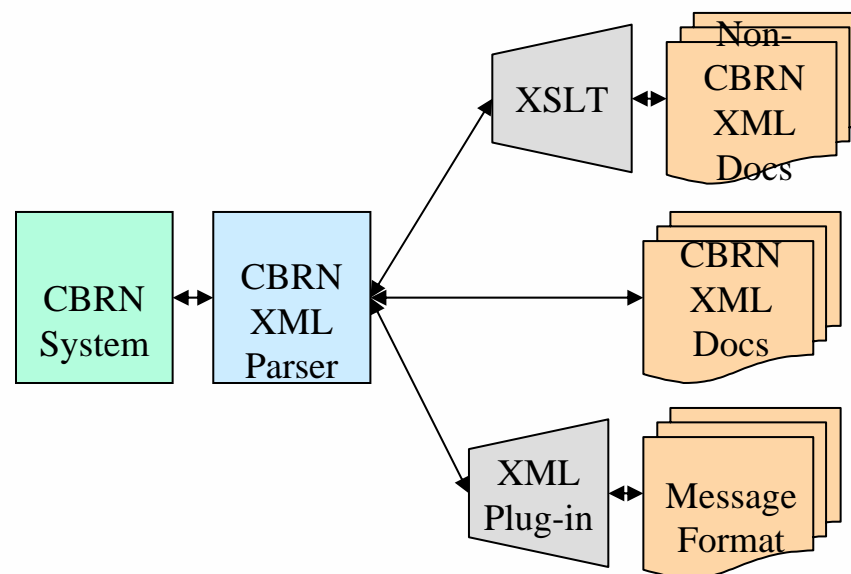 XSLT
Non-
CBRN
XML
Docs
CBRN
System
CBRN
XML
Parser
CBRN
XML
Docs
XML
Plug-in
Message
Format